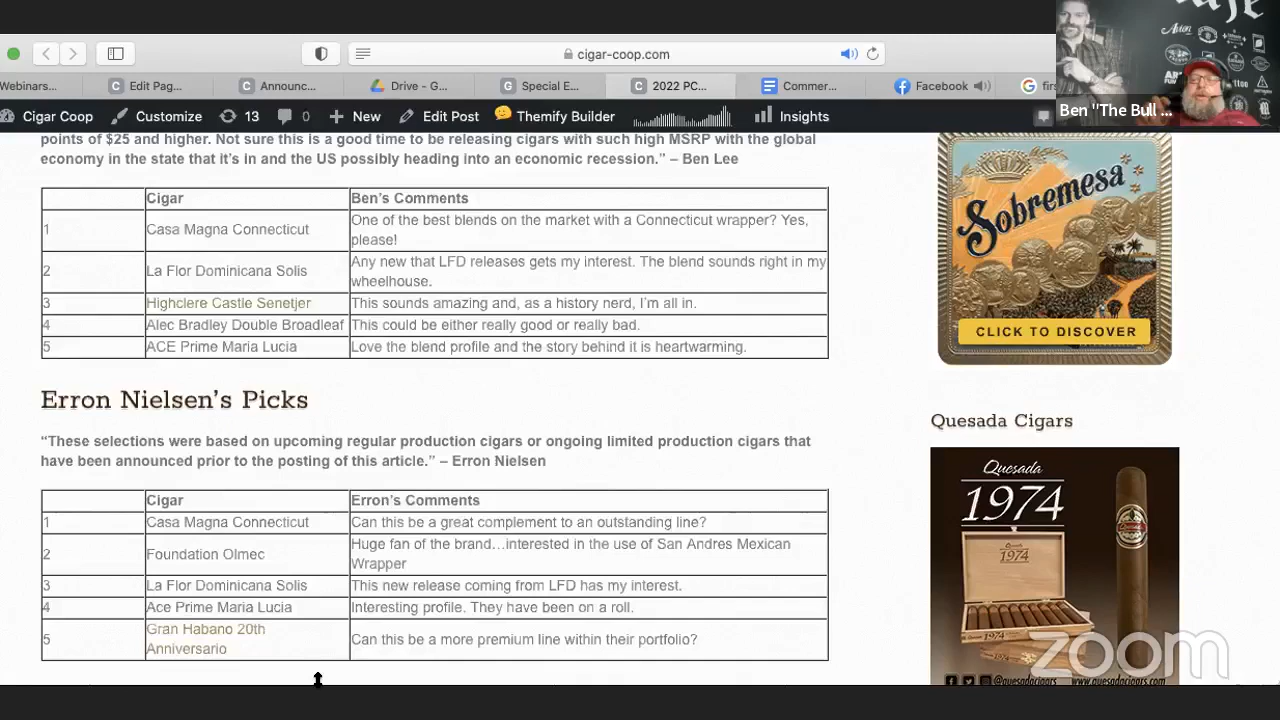 cigar-coop.com
Webinars...
Edit Pag...
Announc...
Drive – G...
Special E...
2022 PC...
Commer...
Facebook
firs
Cigar Coop
Customize
13
0
New
Edit Post
Themify Builder
Insights
Ben "The Bull ...
points of $25 and higher. Not sure this is a good time to be releasing cigars with such high MSRP with the global
economy in the state that it's in and the US possibly heading into an economic recession.” – Ben Lee
Cigar
Ben’s Comments
1
Casa Magna Connecticut
One of the best blends on the market with a Connecticut wrapper? Yes,
please!
2
La Flor Dominicana Solis
Any new that LFD releases gets my interest. The blend sounds right in my
wheelhouse.
3
Highclere Castle Senetjer
This sounds amazing and, as a history nerd, I’m all in.
4
Alec Bradley Double Broadleaf
This could be either really good or really bad.
5
ACE Prime Maria Lucia
Love the blend profile and the story behind it is heartwarming.
Erron Nielsen’s Picks
“These selections were based on upcoming regular production cigars or ongoing limited production cigars that
have been announced prior to the posting of this article.” – Erron Nielsen
Cigar
Erron’s Comments
1
Casa Magna Connecticut
Can this be a great complement to an outstanding line?
2
Foundation Olmec
Huge fan of the brand…interested in the use of San Andres Mexican
Wrapper
3
La Flor Dominicana Solis
This new release coming from LFD has my interest.
4
Ace Prime Maria Lucia
Interesting profile. They have been on a roll.
5
Gran Habano 20th
Anniversario
Can this be a more premium line within their portfolio?
Sobremesa
CLICK TO DISCOVER
Quesada Cigars
Quesada
1974
1974
@quesadacigars www.quesadacigars.com
zoom